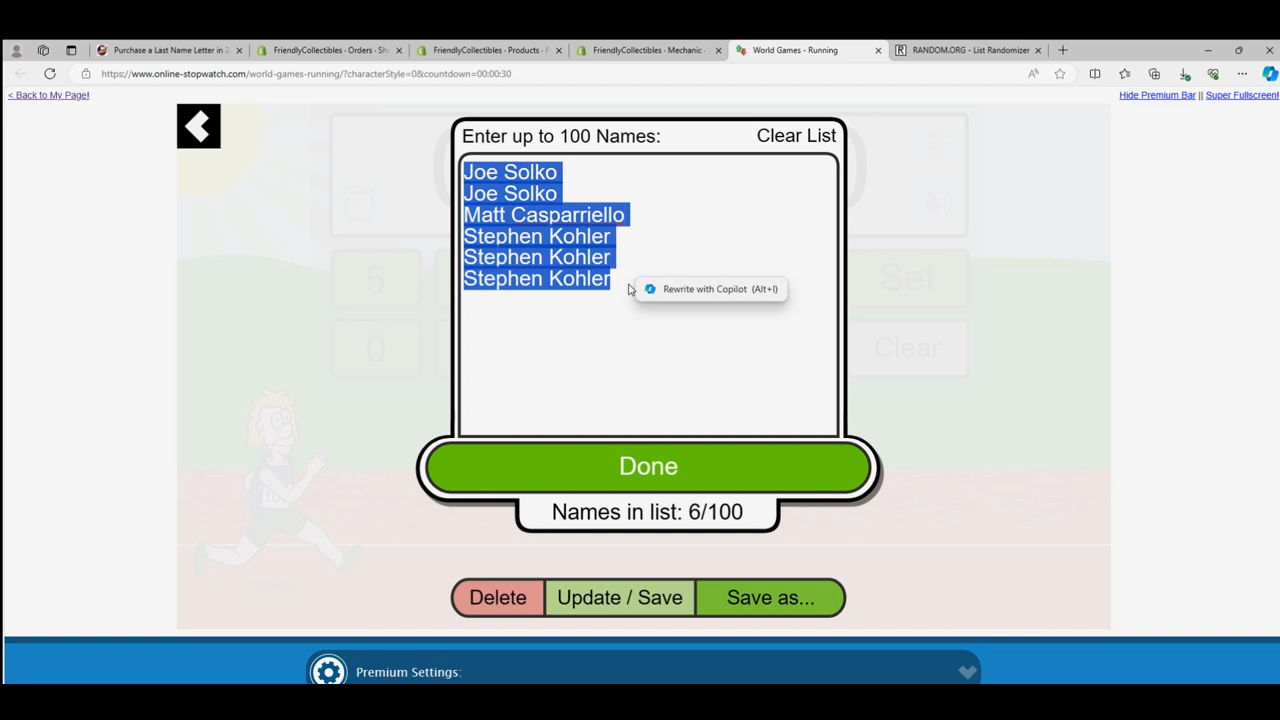 Purchase a Last Name Letter in 2
FriendlyCollectibles - Orders - Sh
FriendlyCollectibles - Products - P
FriendlyCollectibles - Mechanic -
World Games - Running
RANDOM.ORG - List Randomizer
https://www.online-stopwatch.com/world-games-running/?characterStyle=0&countdown=00:00:30
< Back to My Page!
Hide Premium Bar || Super Fullscreen!
Enter up to 100 Names:
Clear List
Joe Solko
Joe Solko
Matt Casparriello
Stephen Kohler
Stephen Kohler
Stephen Kohler
Rewrite with Copilot (Alt+I)
5
Set
0
Clear
Done
Names in list: 6/100
Delete
Update / Save
Save as...
Premium Settings: